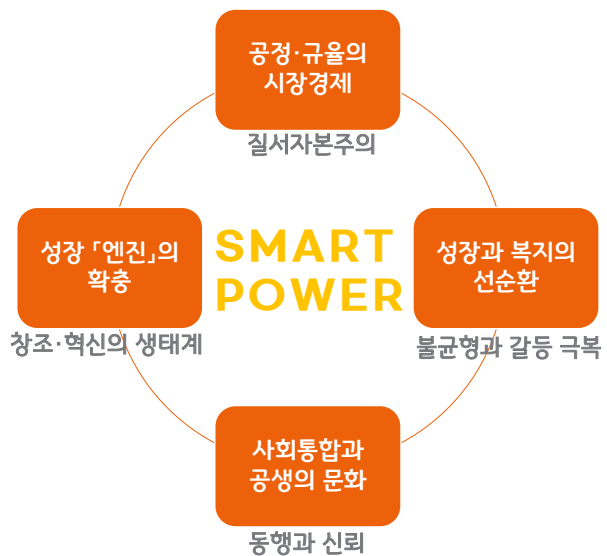 공정·규율의
시장경제
질서자본주의
성장 「엔진」의
확충
창조·혁신의 생태계
SMART
POWER
성장과 복지의
선순환
불균형과 갈등 극복
사회통합과
공생의 문화
동행과 신뢰